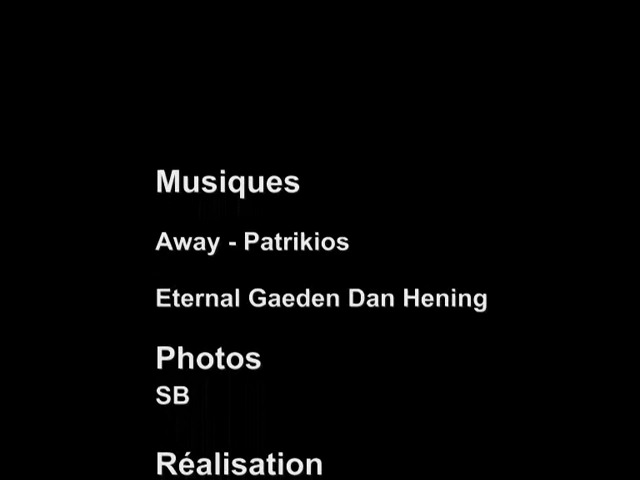 Musiques
Away - Patrikios
Eternal Gaeden Dan Hening
Photos
SB
Réalisation